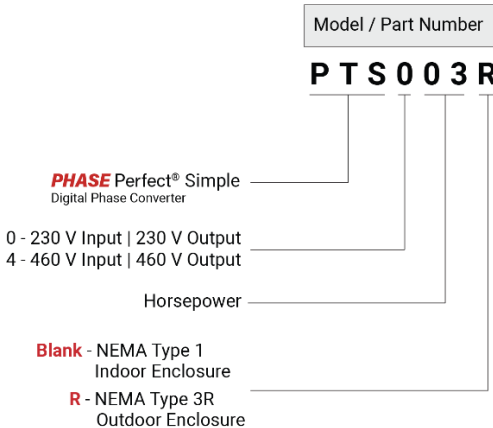 Model / Part Number
PTS003R
PHASE Perfect® Simple
Digital Phase Converter
0 - 230 V Input | 230 V Output
4 - 460 V Input | 460 V Output
Horsepower
Blank - NEMA Type 1
Indoor Enclosure
R - NEMA Type 3R
Outdoor Enclosure